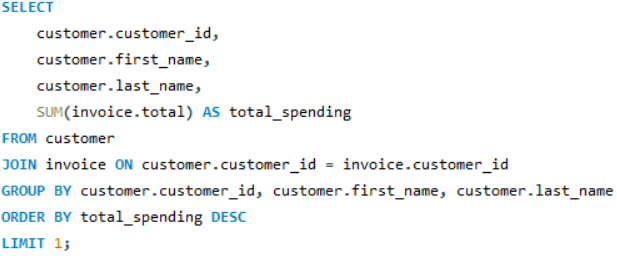 SELECT
    customer.customer_id,
    customer.first_name,
    customer.last_name,
    SUM(invoice.total) AS total_spending
FROM customer
JOIN invoice ON customer.customer_id = invoice.customer_id
GROUP BY customer.customer_id, customer.first_name, customer.last_name
ORDER BY total_spending DESC
LIMIT 1;